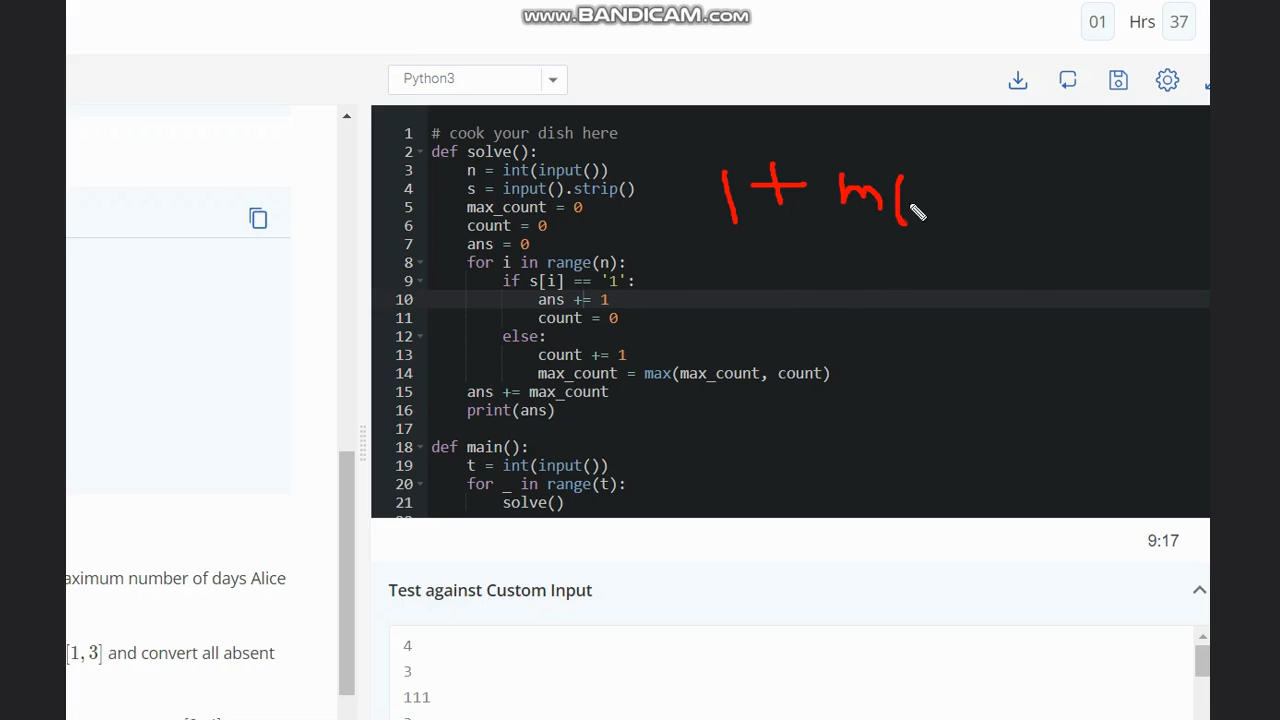 www.BANDICAM.com
01 Hrs 37
Python3
1 # cook your dish here
2 def solve():
3 n = int(input())
4 s = input().strip()
5 max_count = 0
6 count = 0
7 ans = 0
8 for i in range(n):
9 if s[i] == '1':
10 ans += 1
11 count = 0
12 else:
13 count += 1
14 max_count = max(max_count, count)
15 ans += max_count
16 print(ans)
17
18 def main():
19 t = int(input())
20 for _ in range(t):
21 solve()
1 + m(
9:17
aximum number of days Alice
Test against Custom Input
[1, 3] and convert all absent
4
3
111